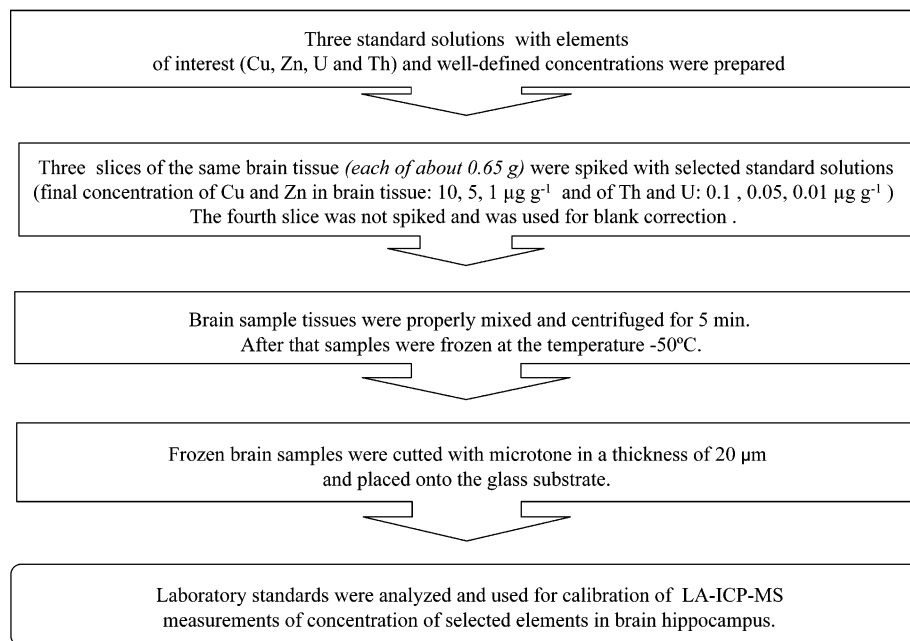 Three standard solutions with elements
of interest (Cu, Zn, U and Th) and well-defined concentrations were prepared
Three slices of the same brain tissue (each of about 0.65 g) were spiked with selected standard solutions
(final concentration of Cu and Zn in brain tissue: 10, 5, 1 µg g⁻¹ and of Th and U: 0.1 , 0.05, 0.01 µg g⁻¹ )
The fourth slice was not spiked and was used for blank correction .
Brain sample tissues were properly mixed and centrifuged for 5 min.
After that samples were frozen at the temperature -50ºC.
Frozen brain samples were cutted with microtone in a thickness of 20 µm
and placed onto the glass substrate.
Laboratory standards were analyzed and used for calibration of LA-ICP-MS
measurements of concentration of selected elements in brain hippocampus.